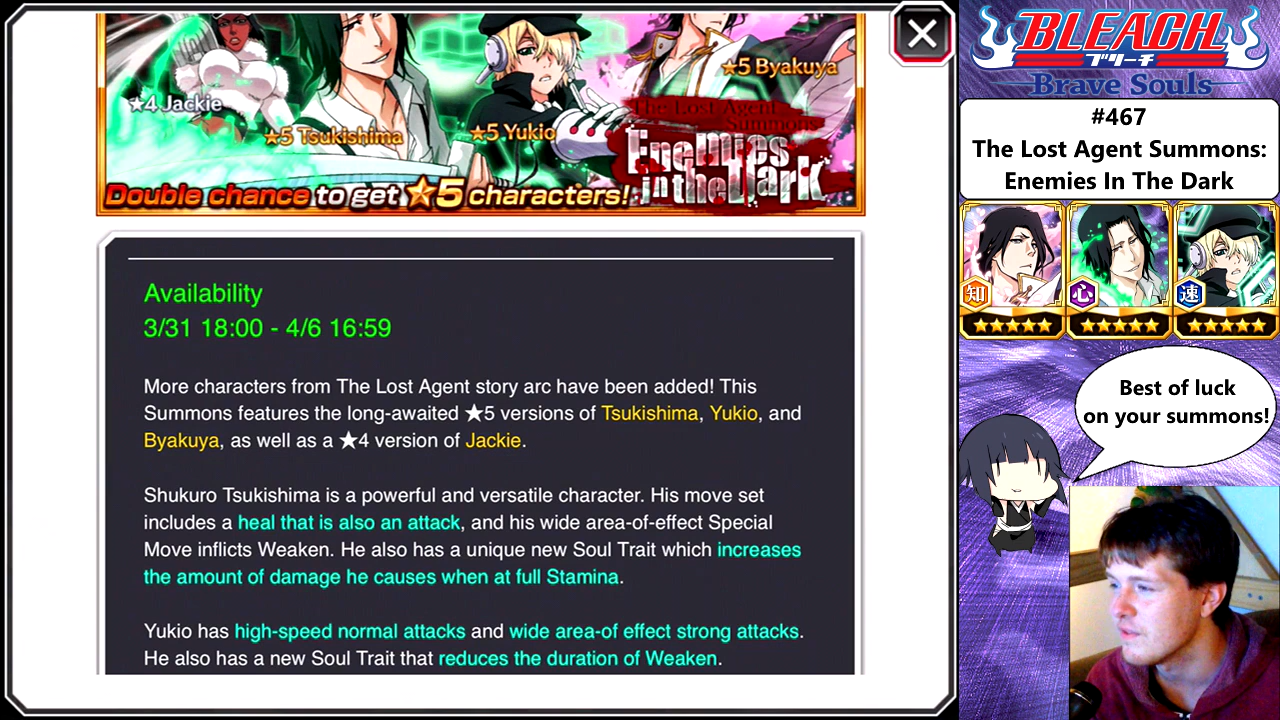 ★4 Jackie
★5 Tsukishima
★5 Yukio
★5 Byakuya
The Lost Agent
Summons
Enemies
in the Dark
Double chance to get ★5 characters!
Availability
3/31 18:00 - 4/6 16:59
More characters from The Lost Agent story arc have been added! This
Summons features the long-awaited ★5 versions of Tsukishima, Yukio, and
Byakuya, as well as a ★4 version of Jackie.
Shukuro Tsukishima is a powerful and versatile character. His move set
includes a heal that is also an attack, and his wide area-of-effect Special
Move inflicts Weaken. He also has a unique new Soul Trait which increases
the amount of damage he causes when at full Stamina.
Yukio has high-speed normal attacks and wide area-of effect strong attacks.
He also has a new Soul Trait that reduces the duration of Weaken.
BLEACH
ブリーチ
Brave Souls
#467
The Lost Agent Summons:
Enemies In The Dark
知
心
速
Best of luck
on your summons!